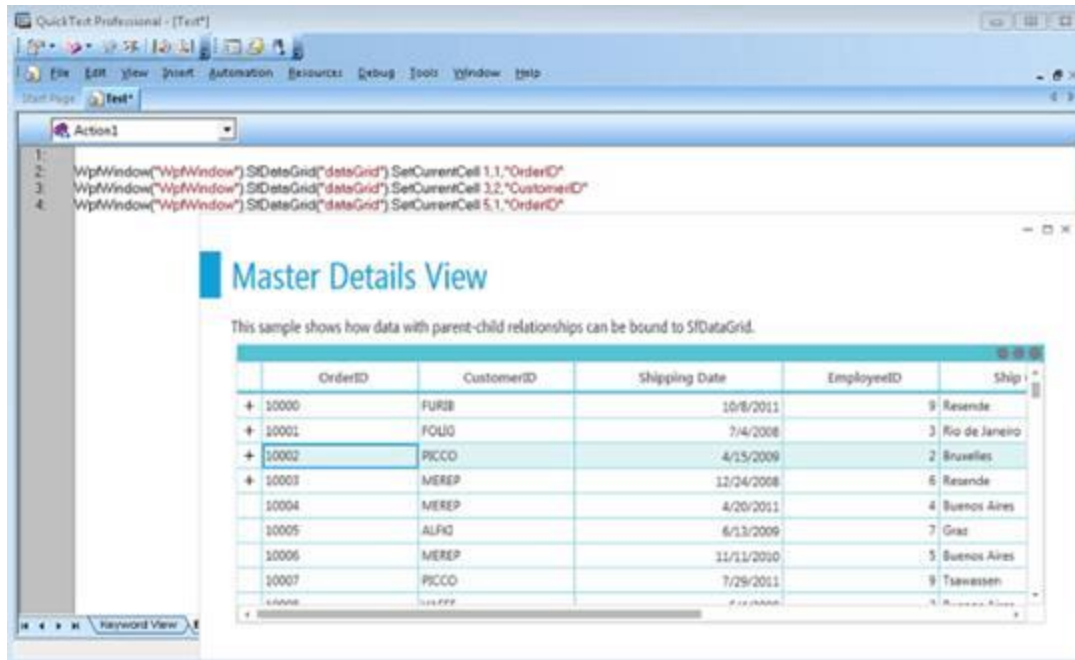 QuickTest Professional - [Test*]
File Edit View Insert Automation Resources Debug Tools Window Help
Start Page Test*
Action1
1:
2: WpfWindow("WpfWindow").SfDataGrid("dataGrid").SetCurrentCell 1,1,"OrderID"
3: WpfWindow("WpfWindow").SfDataGrid("dataGrid").SetCurrentCell 3,2,"CustomerID"
4: WpfWindow("WpfWindow").SfDataGrid("dataGrid").SetCurrentCell 5,1,"OrderID"
Master Details View
This sample shows how data with parent-child relationships can be bound to SfDataGrid.
OrderID CustomerID Shipping Date EmployeeID Ship
+ 10000 FURIB 10/8/2011 9 Resende
+ 10001 FOLIG 7/4/2008 3 Rio de Janeiro
+ 10002 PICCO 4/15/2009 2 Bruxelles
+ 10003 MEREP 12/24/2008 6 Resende
10004 MEREP 4/20/2011 4 Buenos Aires
10005 ALFKI 6/13/2009 7 Graz
10006 MEREP 11/11/2010 5 Buenos Aires
10007 PICCO 7/29/2011 9 Tsawassen
Keyword View